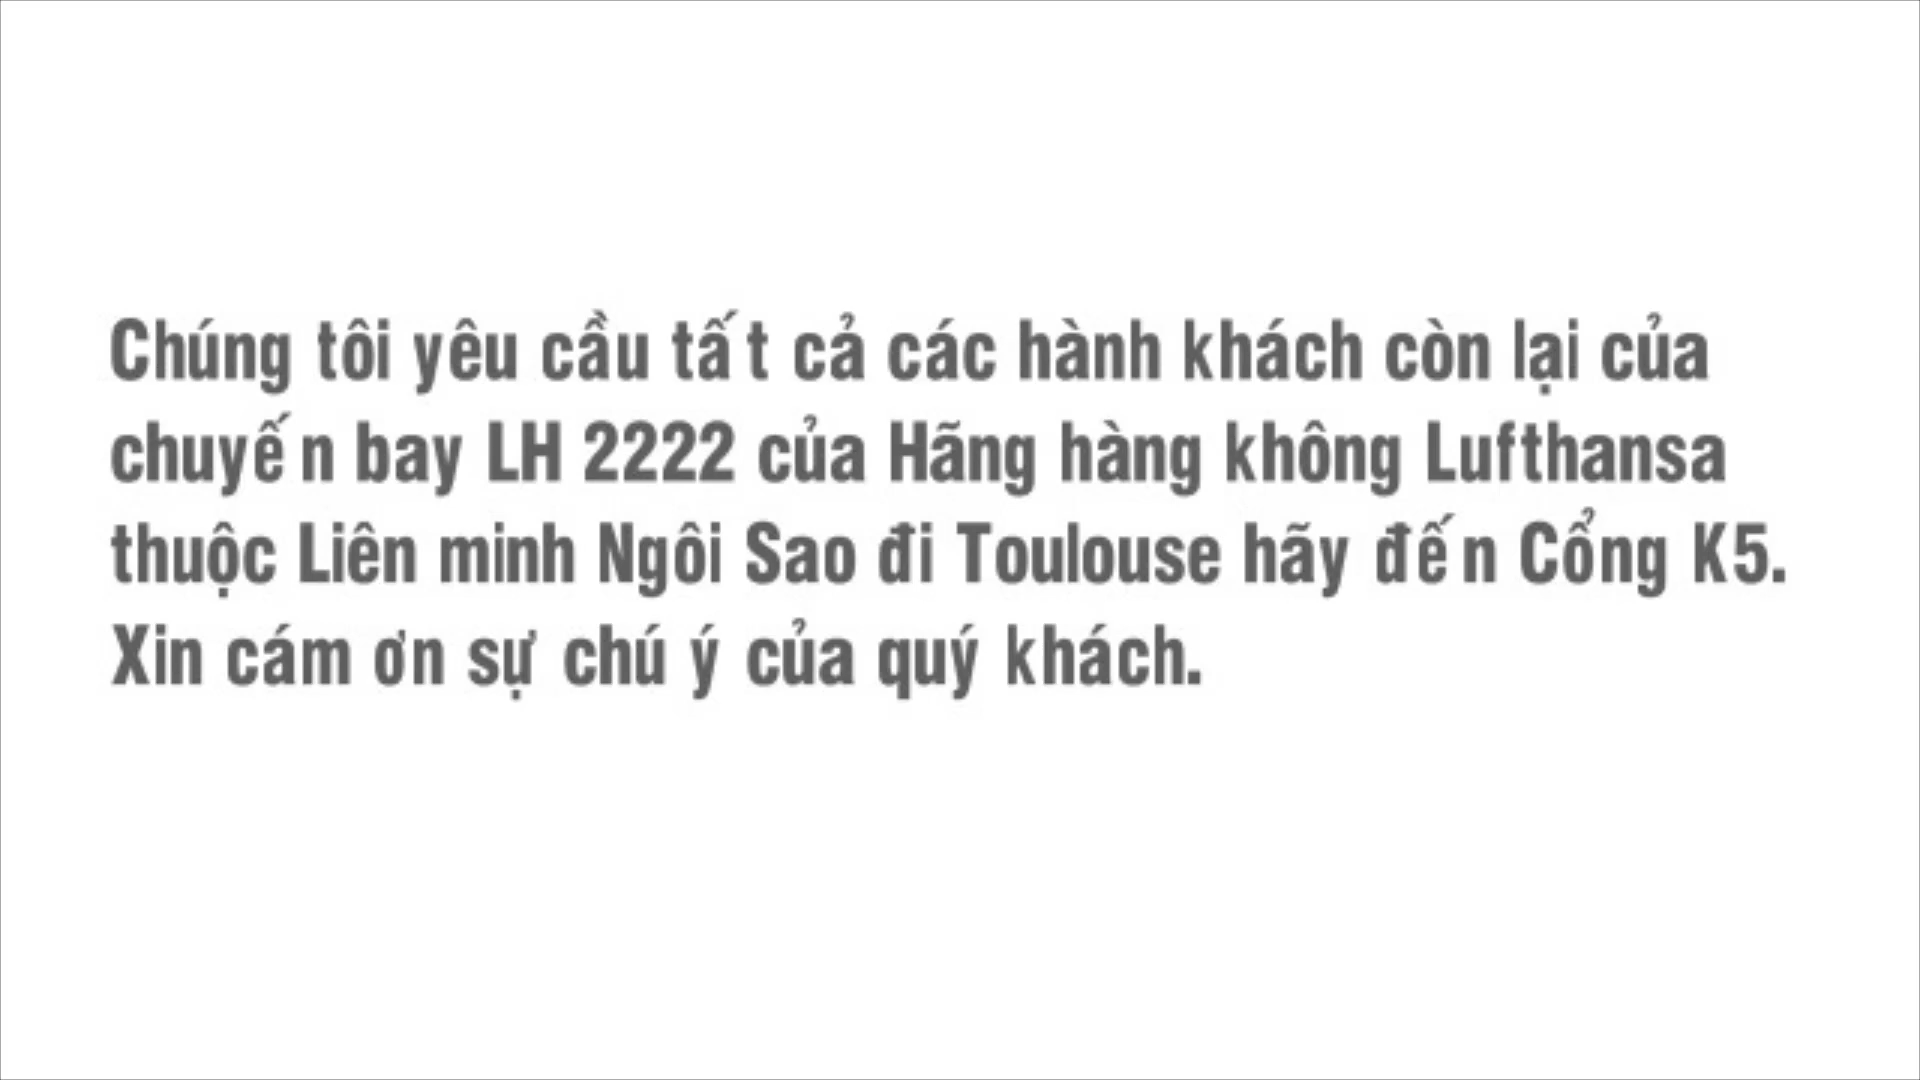 Chúng tôi yêu cầu tất cả các hành khách còn lại của
chuyến bay LH 2222 của Hãng hàng không Lufthansa
thuộc Liên minh Ngôi Sao đi Toulouse hãy đến Cổng K5.
Xin cám ơn sự chú ý của quý khách.